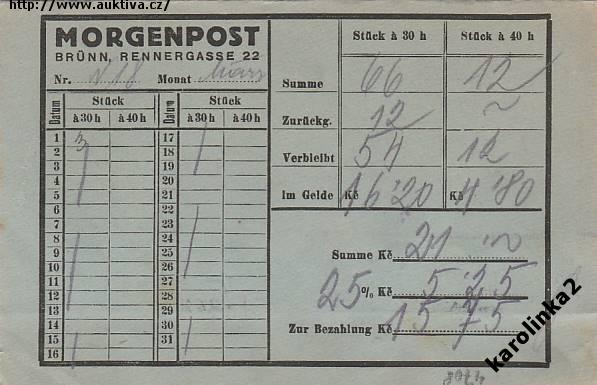 http://www.auktiva.cz/
MORGENPOST
BRÜNN, RENNERGASSE 22
Nr. V 18 Monat März
Datum Stück Datum Stück
à 30 h à 40 h à 30 h à 40 h
1 3 17
2 18
3 19
4 20
5 21
6 22
7 23
8 24
9 25
10 26
11 27
12 28
13 29
14 30
15 31
16
Stück à 30 h Stück à 40 h
Summe 66 12
Zurückg. 12 ~
Verbleibt 54 12
Im Gelde Kč 16 '20 Kč 4 '80
Summe Kč 21
25 % Kč 5 '25
Zur Bezahlung Kč 15 75
karolinka2